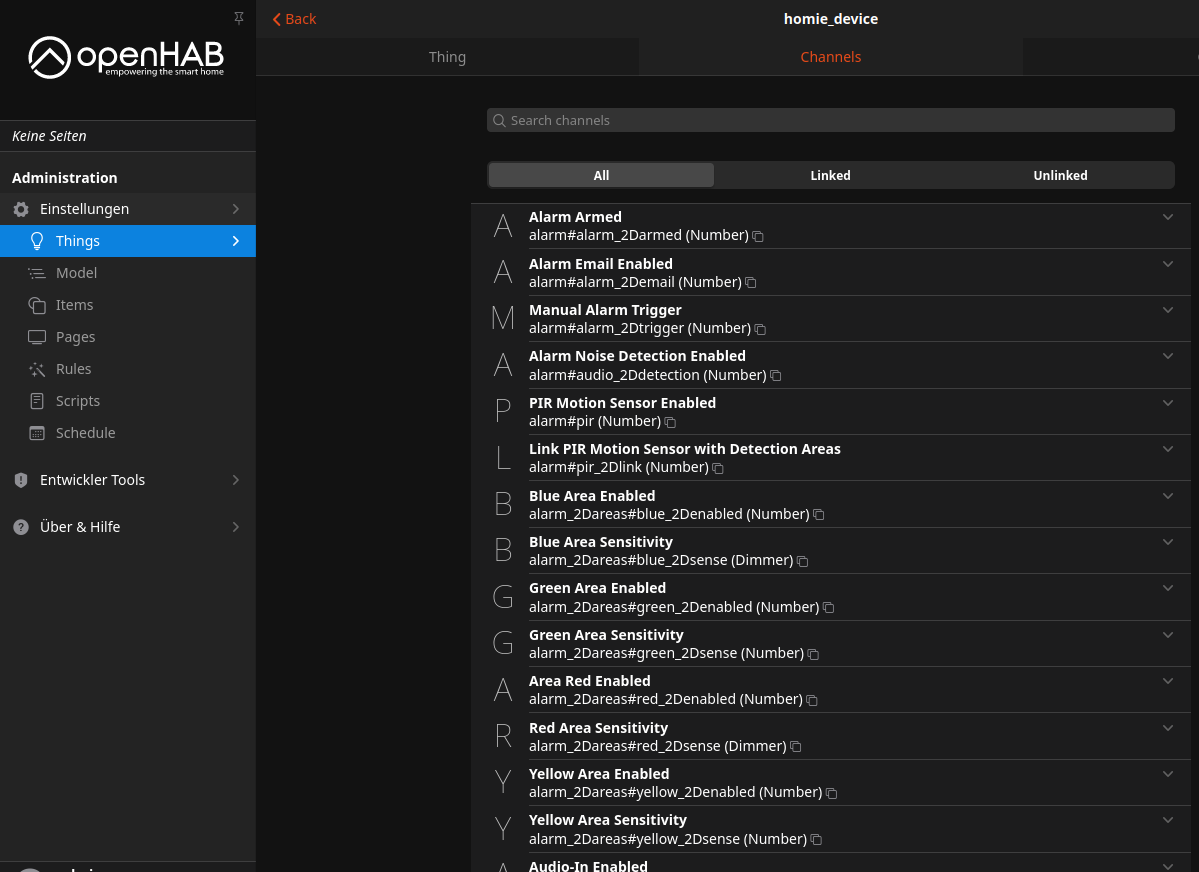 openHAB
empowering the smart home
Keine Seiten
Administration
Einstellungen
Things
Model
Items
Pages
Rules
Scripts
Schedule
Entwickler Tools
Über & Hilfe
Back
homie_device
Thing
Channels
Search channels
All
Linked
Unlinked
A
Alarm Armed
alarm#alarm_2Darmed (Number)
A
Alarm Email Enabled
alarm#alarm_2Demail (Number)
M
Manual Alarm Trigger
alarm#alarm_2Dtrigger (Number)
A
Alarm Noise Detection Enabled
alarm#audio_2Ddetection (Number)
P
PIR Motion Sensor Enabled
alarm#pir (Number)
L
Link PIR Motion Sensor with Detection Areas
alarm#pir_2Dlink (Number)
B
Blue Area Enabled
alarm_2Dareas#blue_2Denabled (Number)
B
Blue Area Sensitivity
alarm_2Dareas#blue_2Dsense (Dimmer)
G
Green Area Enabled
alarm_2Dareas#green_2Denabled (Number)
G
Green Area Sensitivity
alarm_2Dareas#green_2Dsense (Number)
A
Area Red Enabled
alarm_2Dareas#red_2Denabled (Number)
R
Red Area Sensitivity
alarm_2Dareas#red_2Dsense (Dimmer)
Y
Yellow Area Enabled
alarm_2Dareas#yellow_2Denabled (Number)
Y
Yellow Area Sensitivity
alarm_2Dareas#yellow_2Dsense (Number)
A
Audio-In Enabled